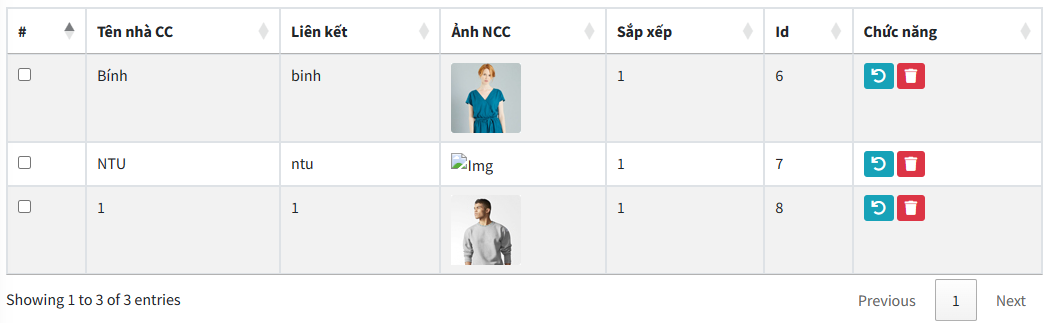 # Tên nhà CC Liên kết Ảnh NCC Sắp xếp Id Chức năng
Bính binh 1 6
NTU ntu Img 1 7
1 1 1 8
Showing 1 to 3 of 3 entries Previous 1 Next